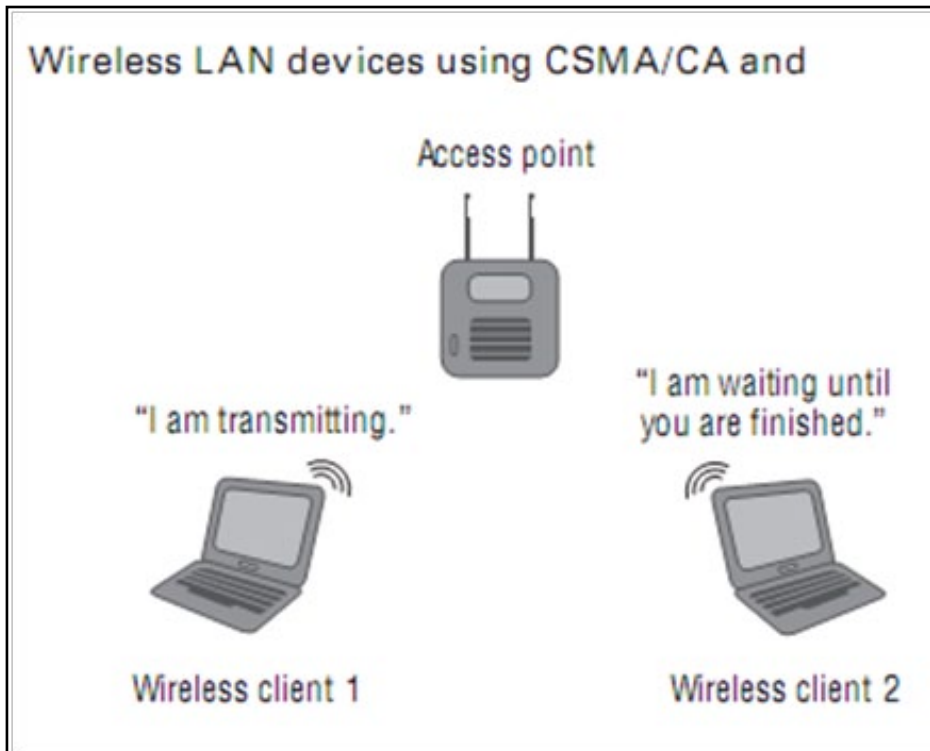 Wireless LAN devices using CSMA/CA and
Access point
“I am transmitting.”
“I am waiting until
you are finished.”
Wireless client 1
Wireless client 2